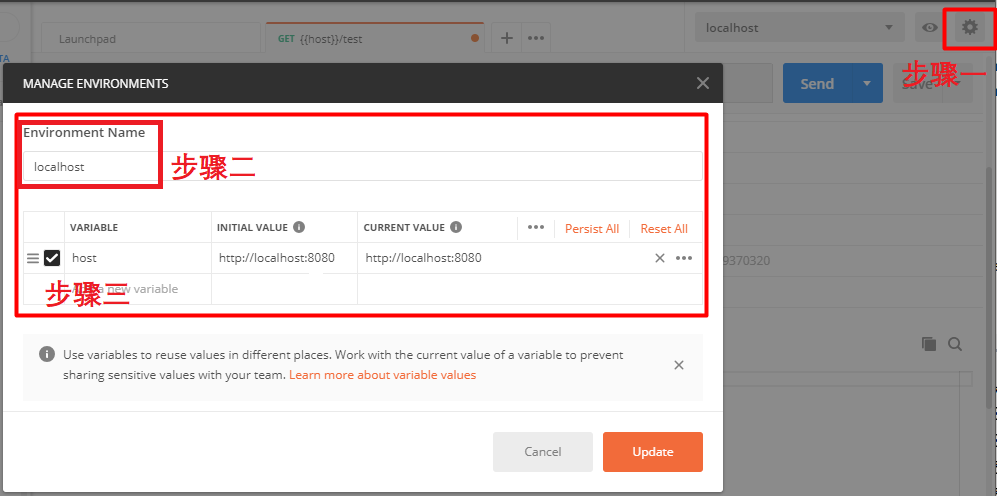 Launchpad
GET {{host}}/test
localhost
步骤一
TA
MANAGE ENVIRONMENTS
Send
Save
Environment Name
步骤二
localhost
VARIABLE INITIAL VALUE CURRENT VALUE Persist All Reset All
host http://localhost:8080 http://localhost:8080
9370320
步骤三
a new variable
Use variables to reuse values in different places. Work with the current value of a variable to prevent
sharing sensitive values with your team. Learn more about variable values
Cancel
Update